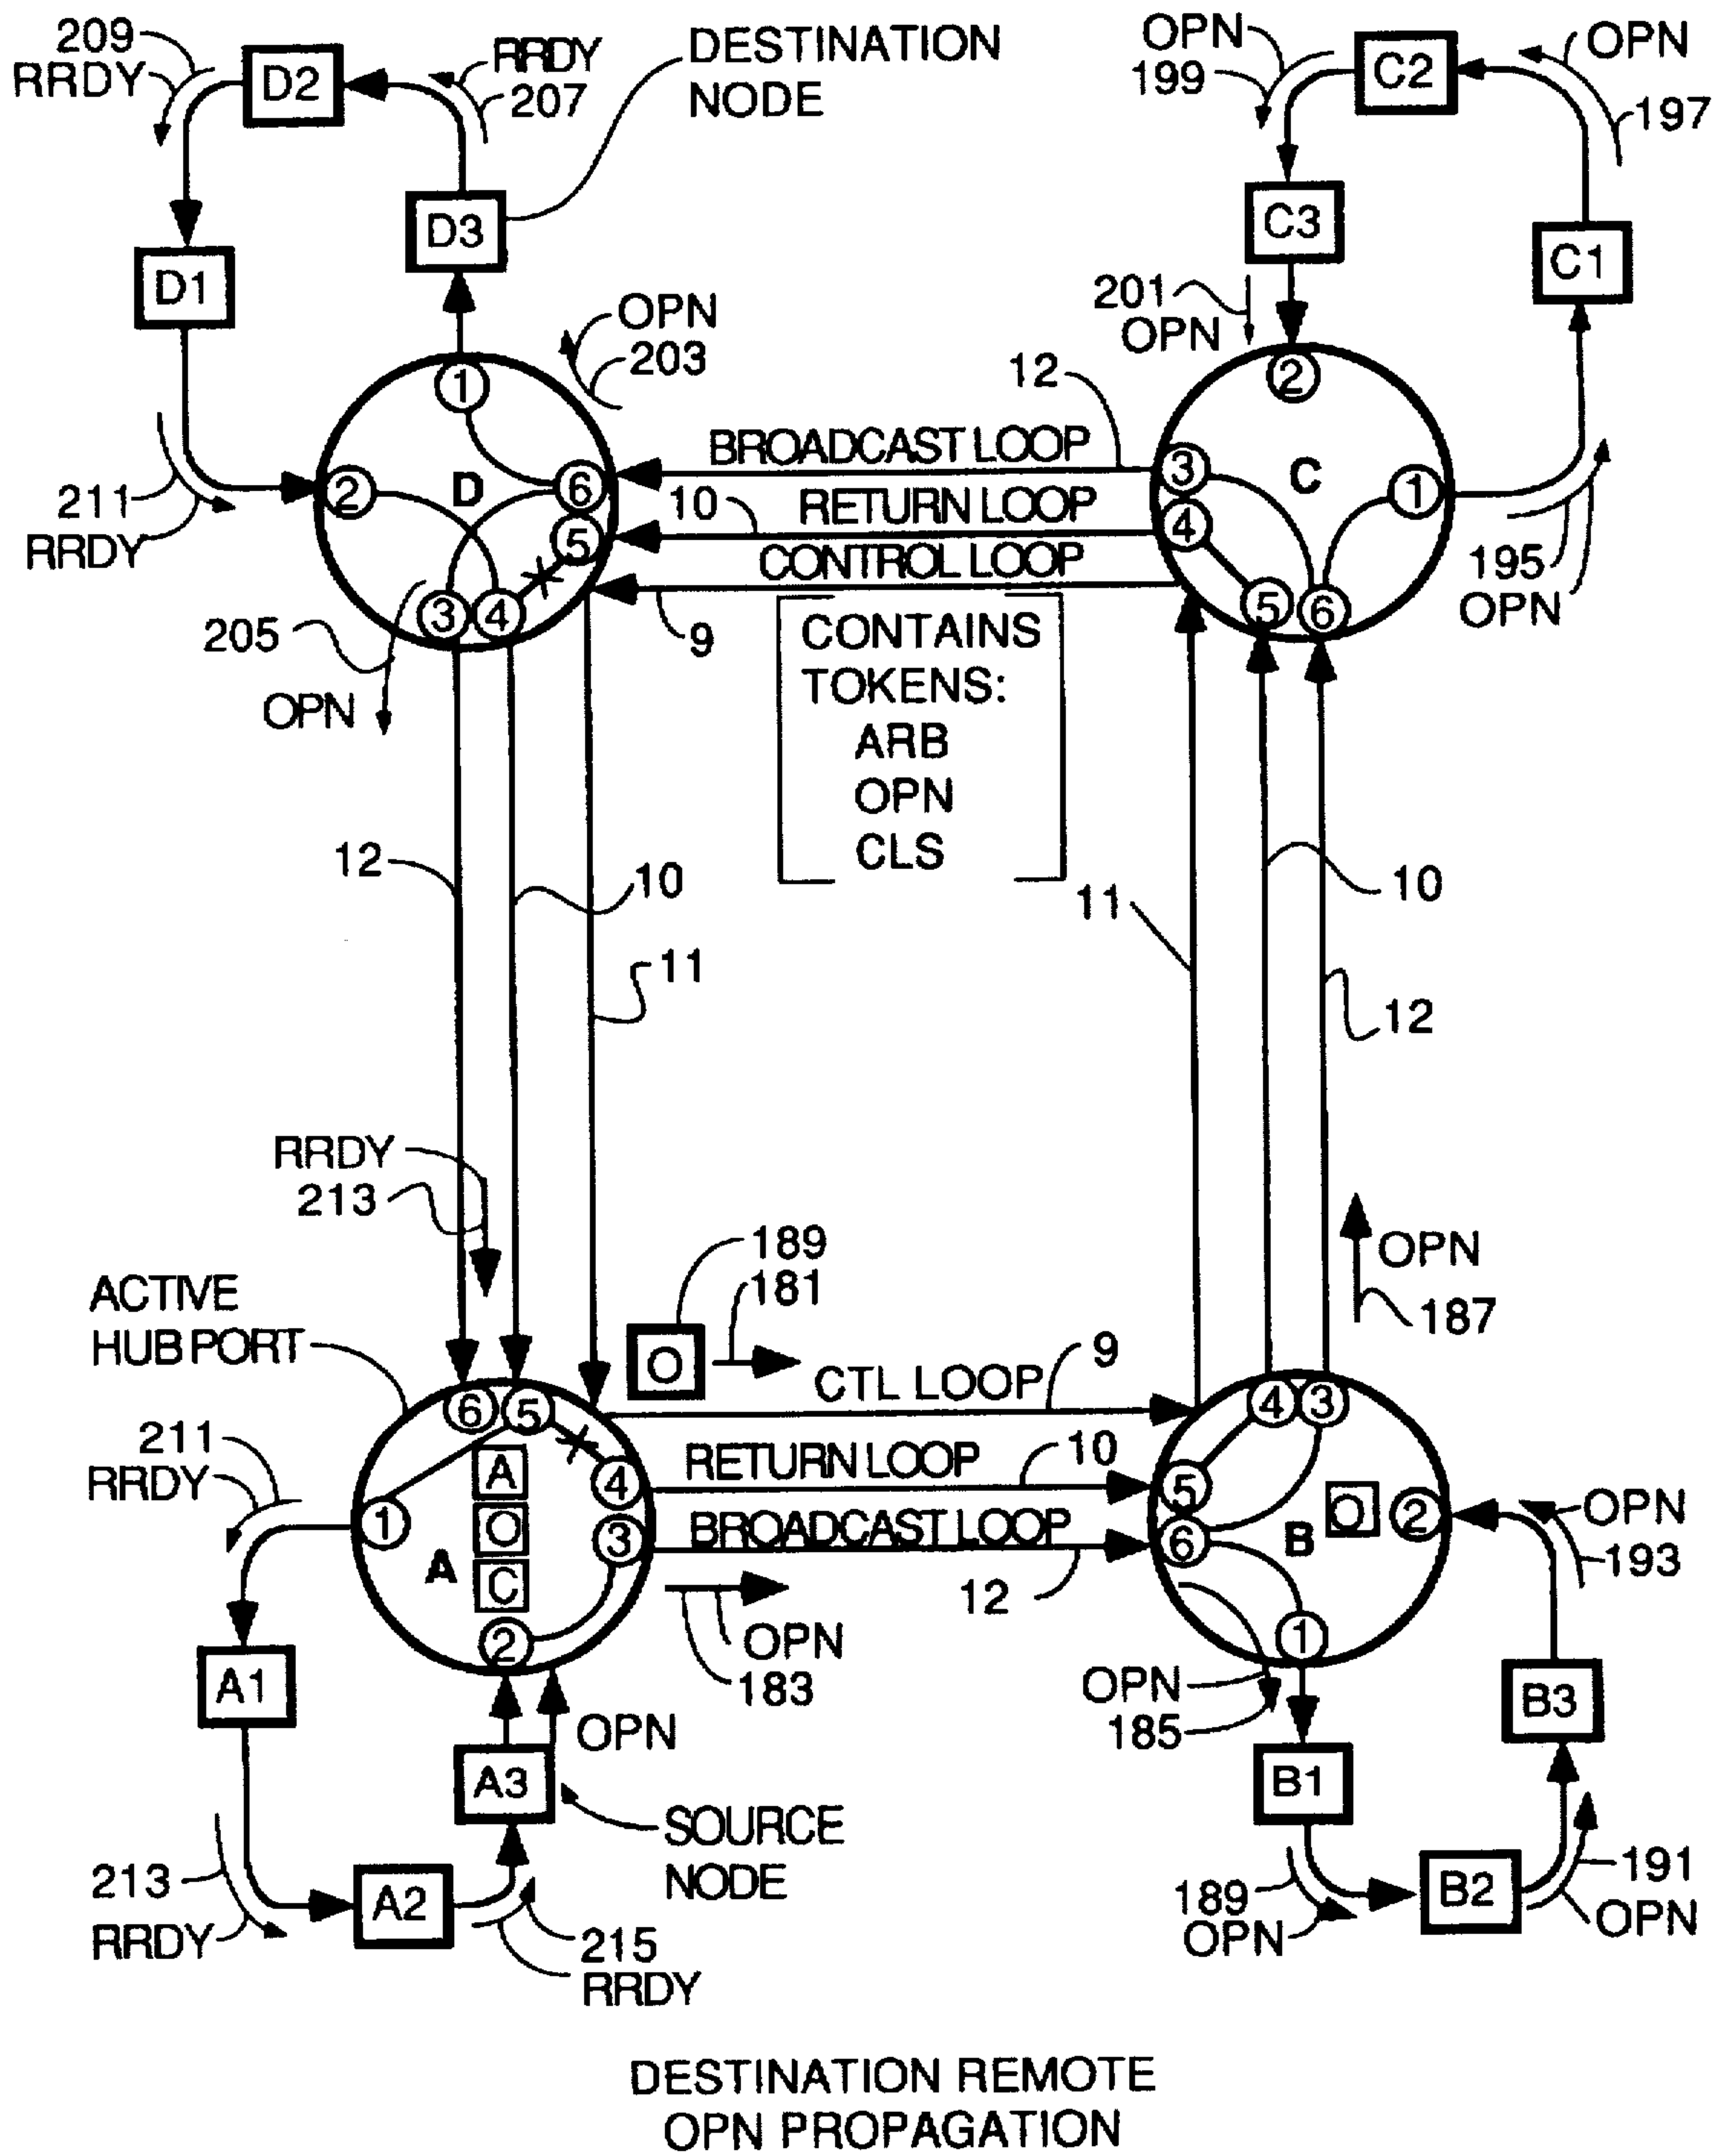 209
RRDY
D2
RRDY
207
DESTINATION
NODE
OPN
199
C2
OPN
197
D3
C3
D1
C1
OPN
203
201
OPN
12
1
2
BROADCAST LOOP
2
D
6
3
C
1
10
RETURN LOOP
211
RRDY
5
4
CONTROL LOOP
195
OPN
3
4
5
6
205
9
OPN
CONTAINS
TOKENS:
ARB
OPN
CLS
12
10
11
10
11
12
RRDY
213
189
181
O
OPN
187
ACTIVE
HUB PORT
CTL LOOP
9
6
5
4
3
211
RRDY
A
4
RETURN LOOP
10
5
O
2
OPN
193
1
O
3
BROADCAST LOOP
6
B
A
C
12
2
OPN
183
1
OPN
185
A1
OPN
B3
A3
B1
SOURCE
NODE
213
RRDY
A2
215
RRDY
189
OPN
B2
191
OPN
DESTINATION REMOTE
OPN PROPAGATION